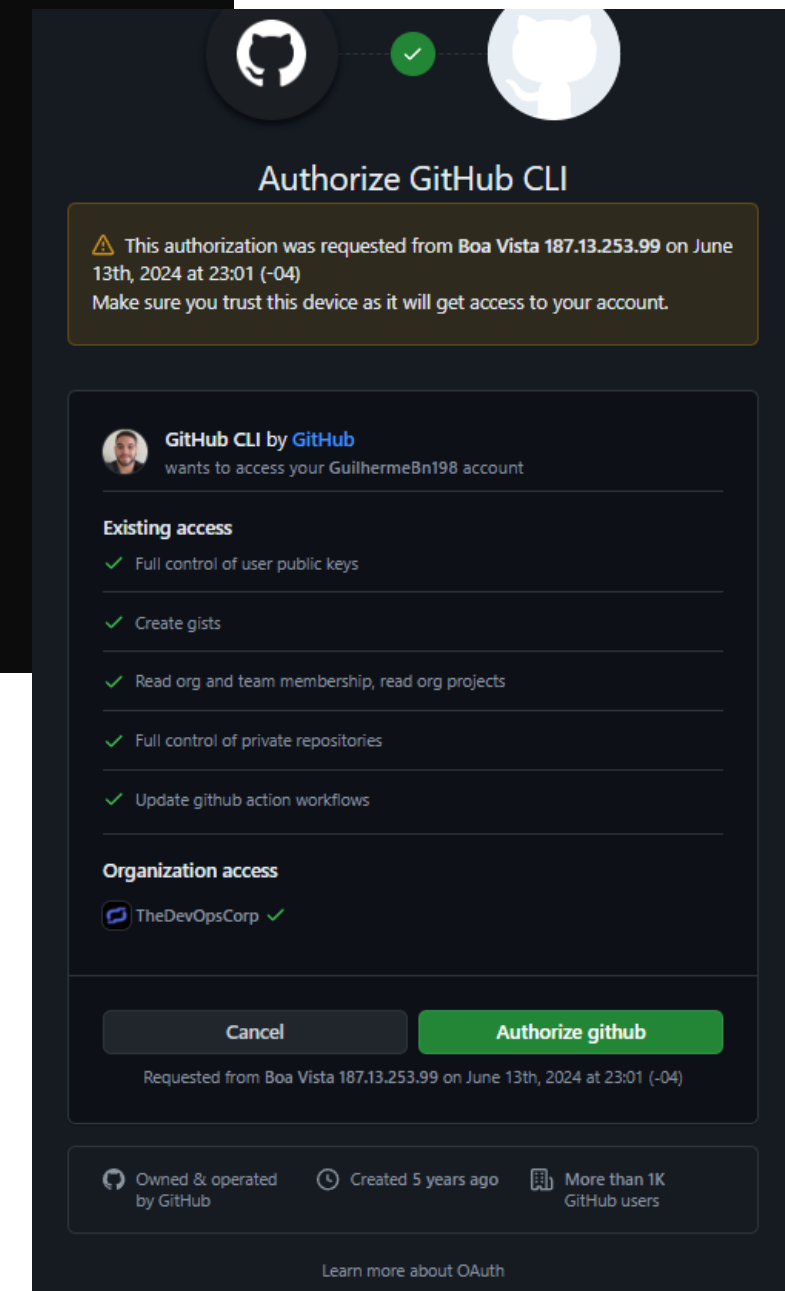 Authorize GitHub CLI
This authorization was requested from Boa Vista 187.13.253.99 on June
13th, 2024 at 23:01 (-04)
Make sure you trust this device as it will get access to your account.
GitHub CLI by GitHub
wants to access your GuilhermeBn198 account
Existing access
Full control of user public keys
Create gists
Read org and team membership, read org projects
Full control of private repositories
Update github action workflows
Organization access
TheDevOpsCorp
Cancel
Authorize github
Requested from Boa Vista 187.13.253.99 on June 13th, 2024 at 23:01 (-04)
Owned & operated
by GitHub
Created 5 years ago
More than 1K
GitHub users
Learn more about OAuth